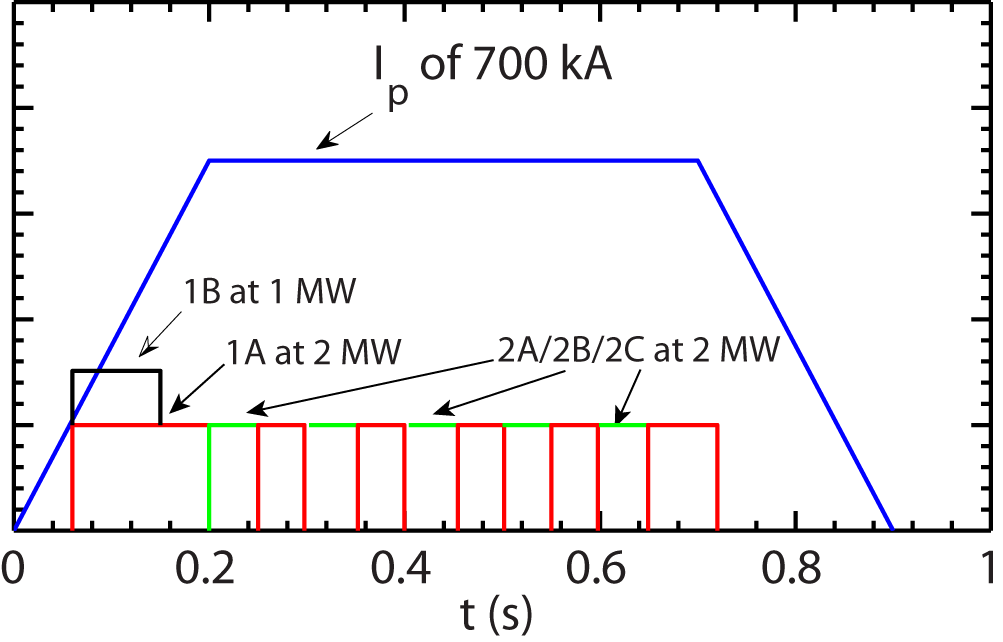 Ip of 700 kA
1B at 1 MW
1A at 2 MW
2A/2B/2C at 2 MW
0 0.2 0.4 0.6 0.8 1
t (s)